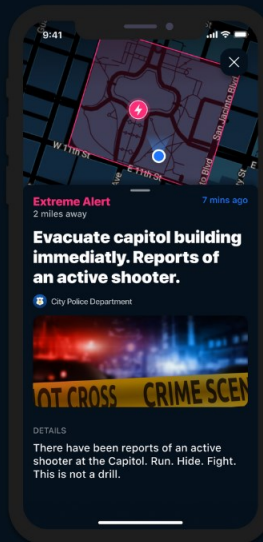 9:41
W 11th St
E 11th St
San Jacinto Blvd
Extreme Alert
7 mins ago
2 miles away
Evacuate capitol building
immediatly. Reports of
an active shooter.
City Police Department
OT CROSS CRIME SCEN
DETAILS
There have been reports of an active
shooter at the Capitol. Run. Hide. Fight.
This is not a drill.